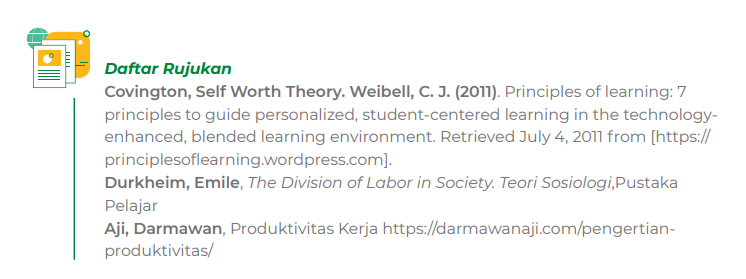 Daftar Rujukan
Covington, Self Worth Theory. Weibell, C. J. (2011). Principles of learning: 7
principles to guide personalized, student-centered learning in the technology-
enhanced, blended learning environment. Retrieved July 4, 2011 from [https://
principlesoflearning.wordpress.com].
Durkheim, Emile, The Division of Labor in Society. Teori Sosiologi,Pustaka
Pelajar
Aji, Darmawan, Produktivitas Kerja https://darmawanaji.com/pengertian-
produktivitas/